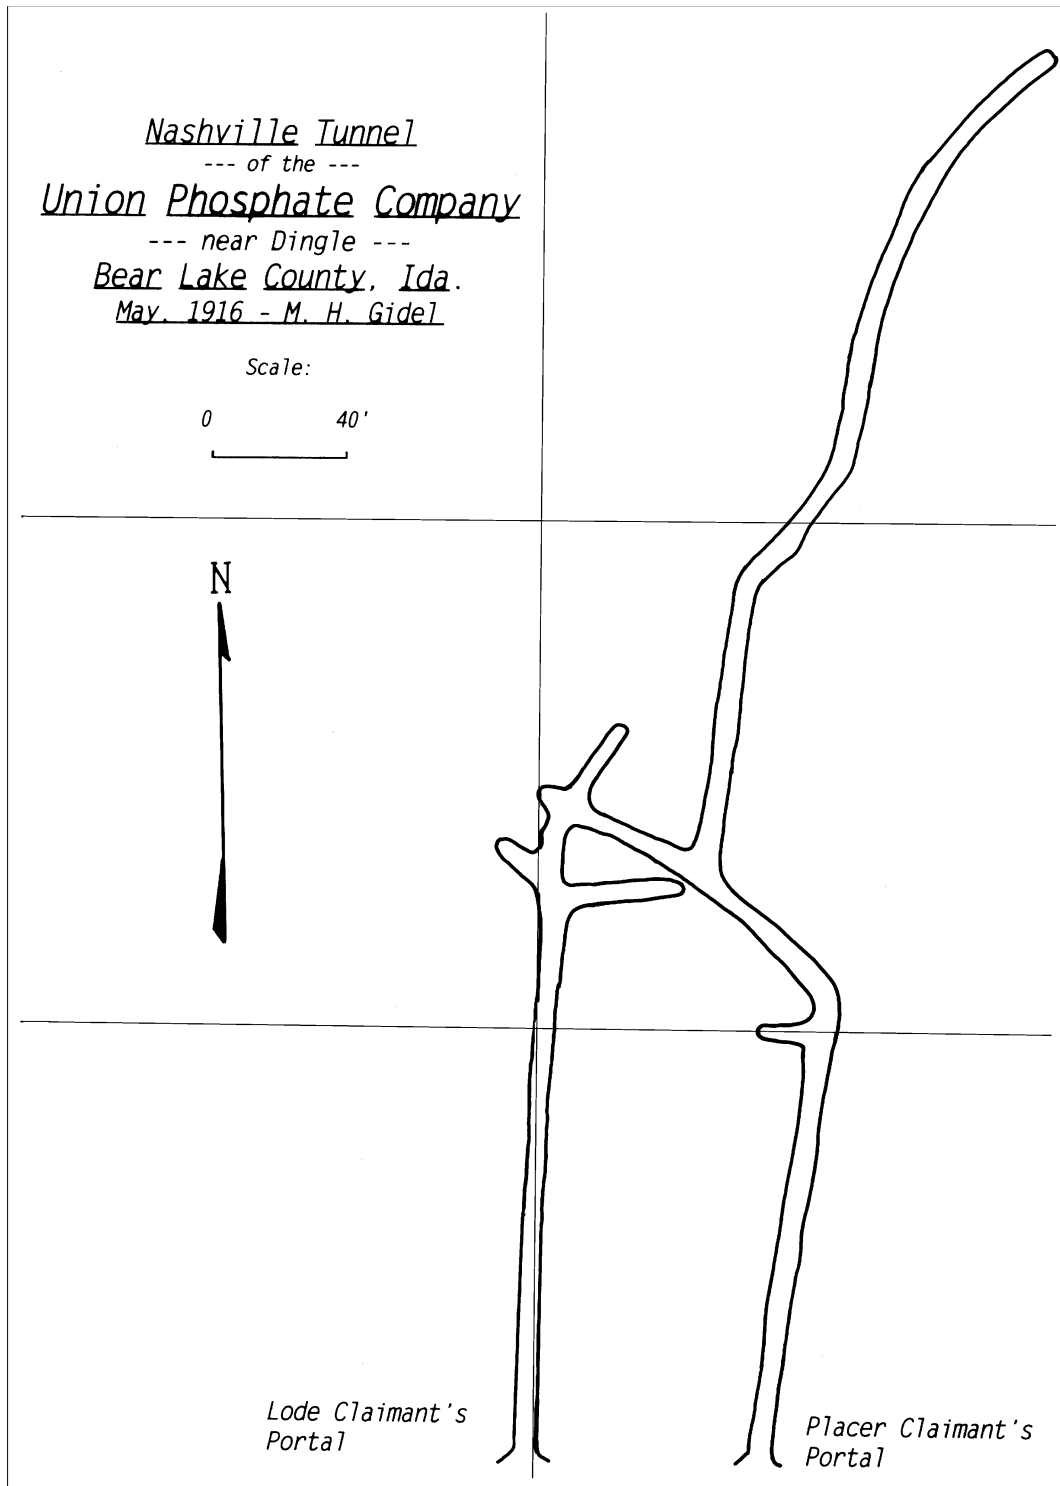 Nashville Tunnel
--- of the ---
Union Phosphate Company
--- near Dingle ---
Bear Lake County, Ida.
May, 1916 - M. H. Gidel
Scale:
0 40'
N
Lode Claimant's
Portal
Placer Claimant's
Portal